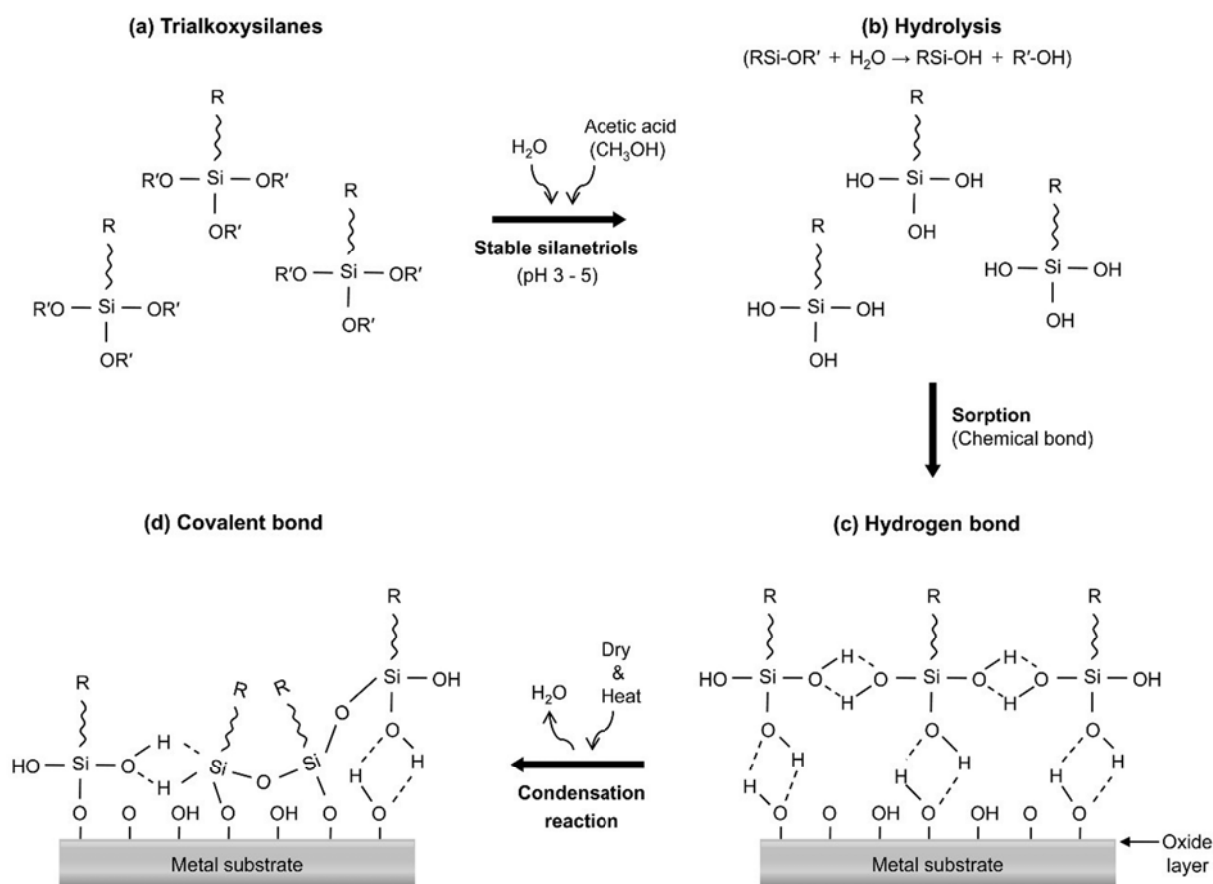 (a) Trialkoxysilanes
R
R'O Si OR'
OR'
R
R'O Si OR'
OR'
R
R'O Si OR'
OR'
H₂O
Acetic acid
(CH₃OH)
Stable silanetriols
(pH 3 - 5)
(b) Hydrolysis
(RSi-OR' + H₂O → RSi-OH + R'-OH)
R
HO Si OH
OH
R
HO Si OH
OH
R
HO Si OH
OH
Sorption
(Chemical bond)
(c) Hydrogen bond
R R R
H H
HO Si O O Si O O Si OH
H H
O O O
H H H
H H H
O O OH O OH O O
Metal substrate
Oxide
layer
Dry
&
Heat
H₂O
Condensation
reaction
(d) Covalent bond
R
Si OH
R R R
O O
H H
HO Si O Si Si
H O H
O O OH O OH O O
Metal substrate